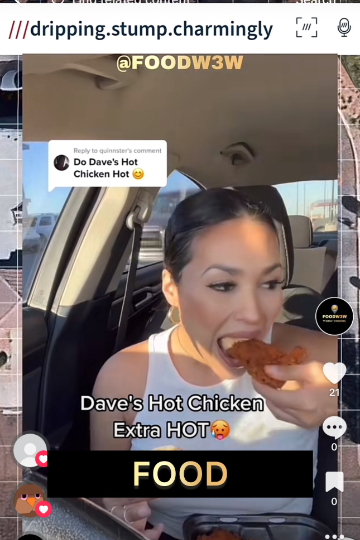 ///dripping.stump.charmingly
@FOODW3W
Reply to quinnster's comment
Do Dave's Hot
Chicken Hot 😋
FOODW3W
21
0
0
Dave's Hot Chicken
Extra HOT🥵
FOOD